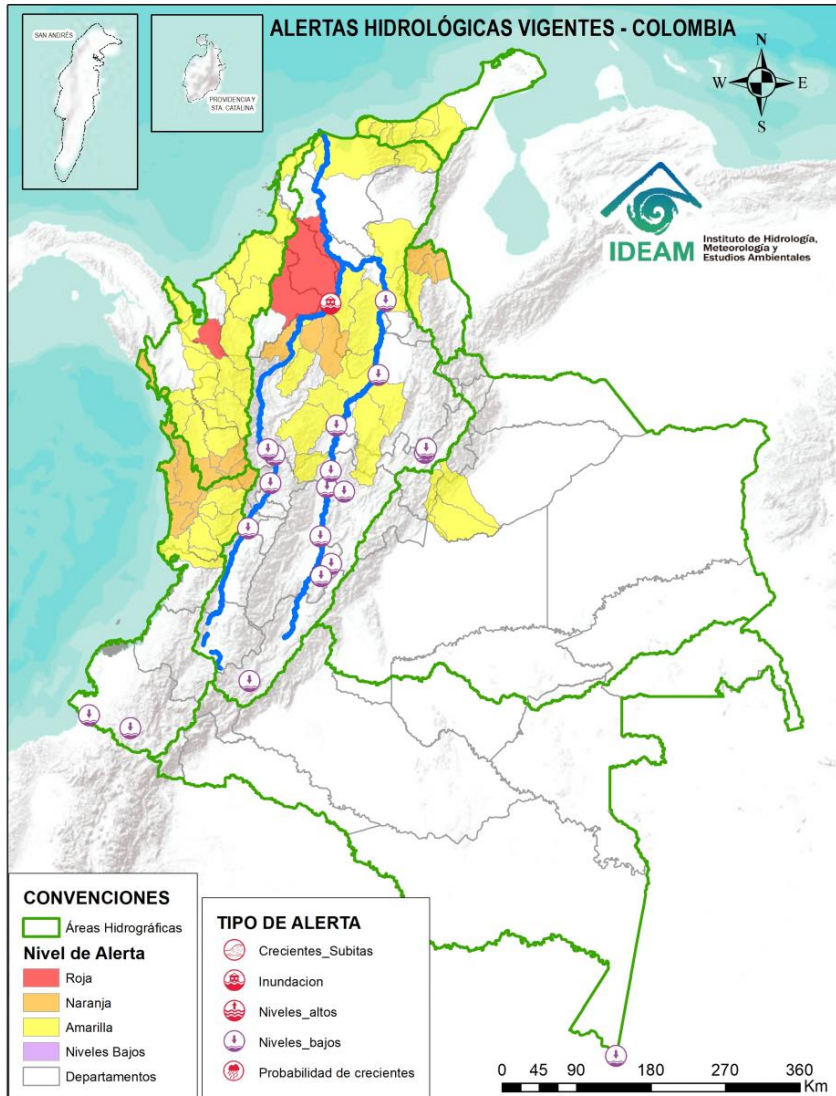 ALERTAS HIDROLÓGICAS VIGENTES - COLOMBIA
SAN ANDRÉS
PROVIDENCIA Y
STA. CATALINA
N
W
E
S
IDEAM
Instituto de Hidrología,
Meteorología y
Estudios Ambientales
CONVENCIONES
Áreas Hidrográficas
Nivel de Alerta
Roja
Naranja
Amarilla
Niveles Bajos
Departamentos
TIPO DE ALERTA
Crecientes_Subitas
Inundacion
Niveles_altos
Niveles_bajos
Probabilidad de crecientes
0 45 90 180 270 360
Km